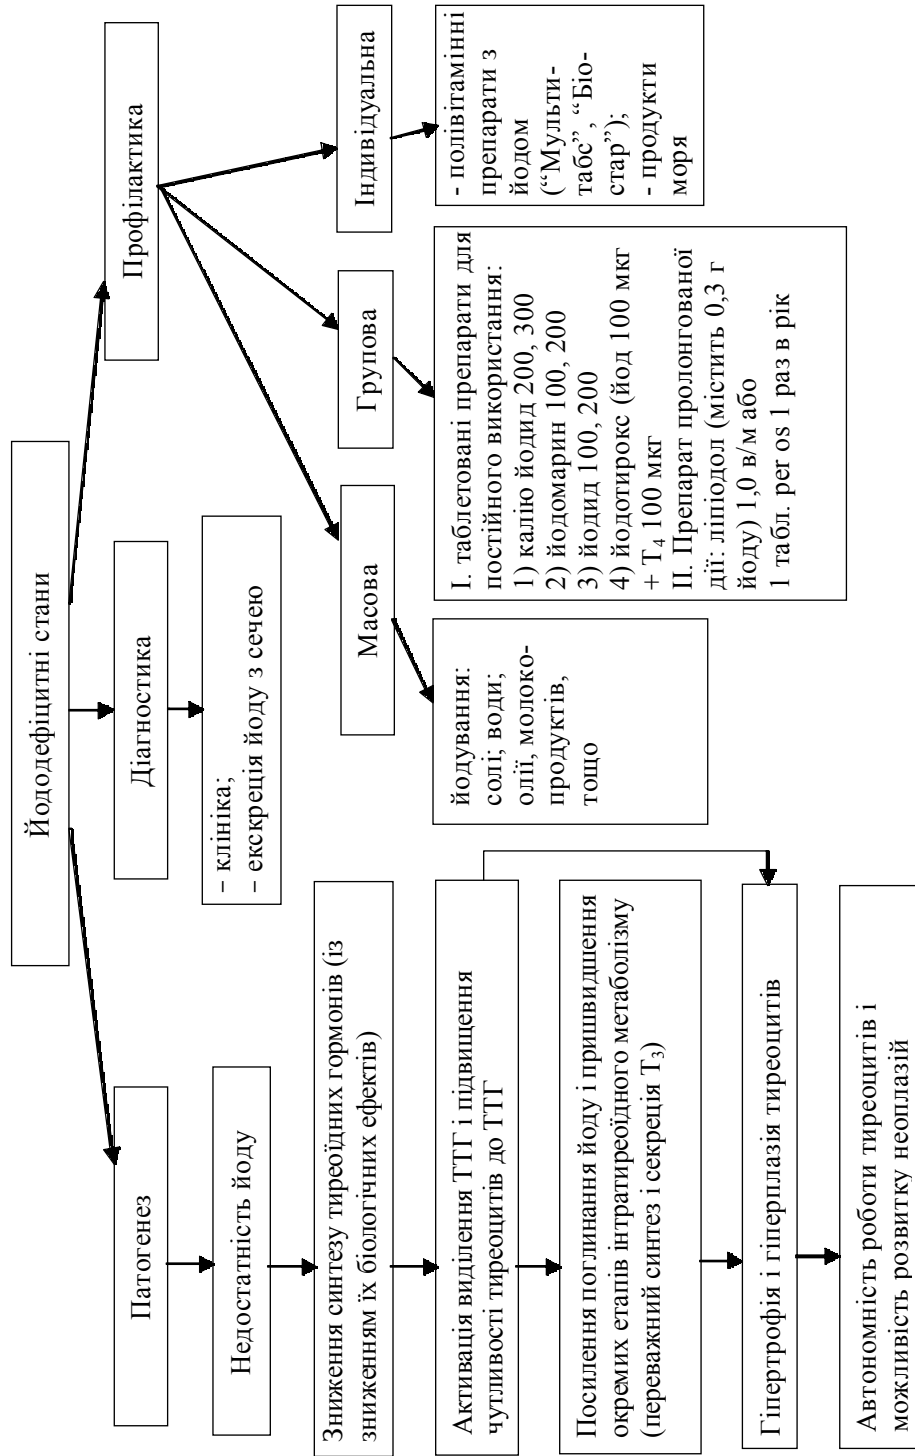 Йододефіцитні стани
Патогенез
Діагностика
Профілактика
Недостатність йоду
– клініка;
– екскреція йоду з сечею
Зниження синтезу тиреоїдних гормонів (із
зниженням їх біологічних ефектів)
Масова
Групова
Індивідуальна
Активація виділення ТТГ і підвищення
чутливості тиреоцитів до ТТГ
йодування:
солі; води;
олії, молоко-
продуктів,
тощо
І. таблетовані препарати для
постійного використання:
1) калію йодид 200, 300
2) йодомарин 100, 200
3) йодид 100, 200
4) йодотирокс (йод 100 мкг
+ Т₄ 100 мкг
ІІ. Препарат пролонгованої
дії: ліпіодол (містить 0,3 г
йоду) 1,0 в/м або
1 табл. per os 1 раз в рік
- полівітамінні
препарати з
йодом
(“Мульти-
табс”, “Біо-
стар”);
- продукти
моря
Посилення поглинання йоду і пришвидшення
окремих етапів інтратиреоїдного метаболізму
(переважний синтез і секреція Т₃)
Гіпертрофія і гіперплазія тиреоцитів
Автономність роботи тиреоцитів і
можливість розвитку неоплазій